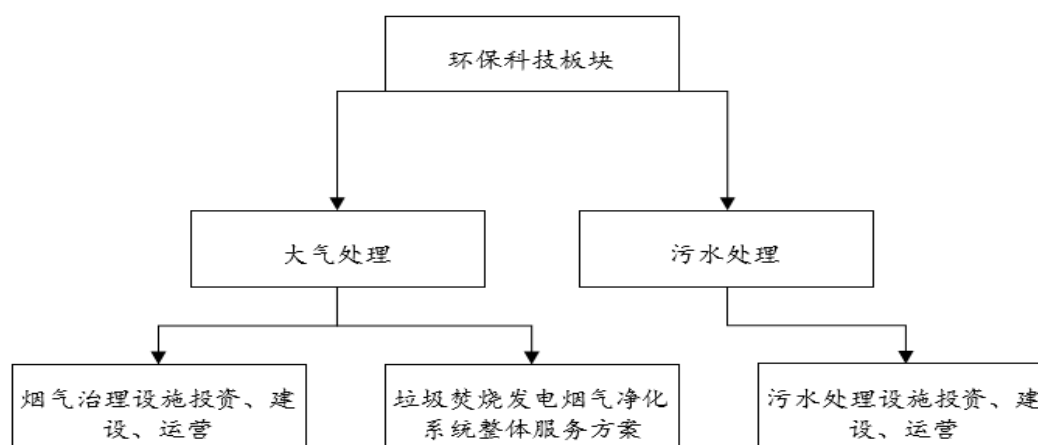 环保科技板块
大气处理
污水处理
烟气治理设施投资、建
设、运营
垃圾焚烧发电烟气净化
系统整体服务方案
污水处理设施投资、建
设、运营